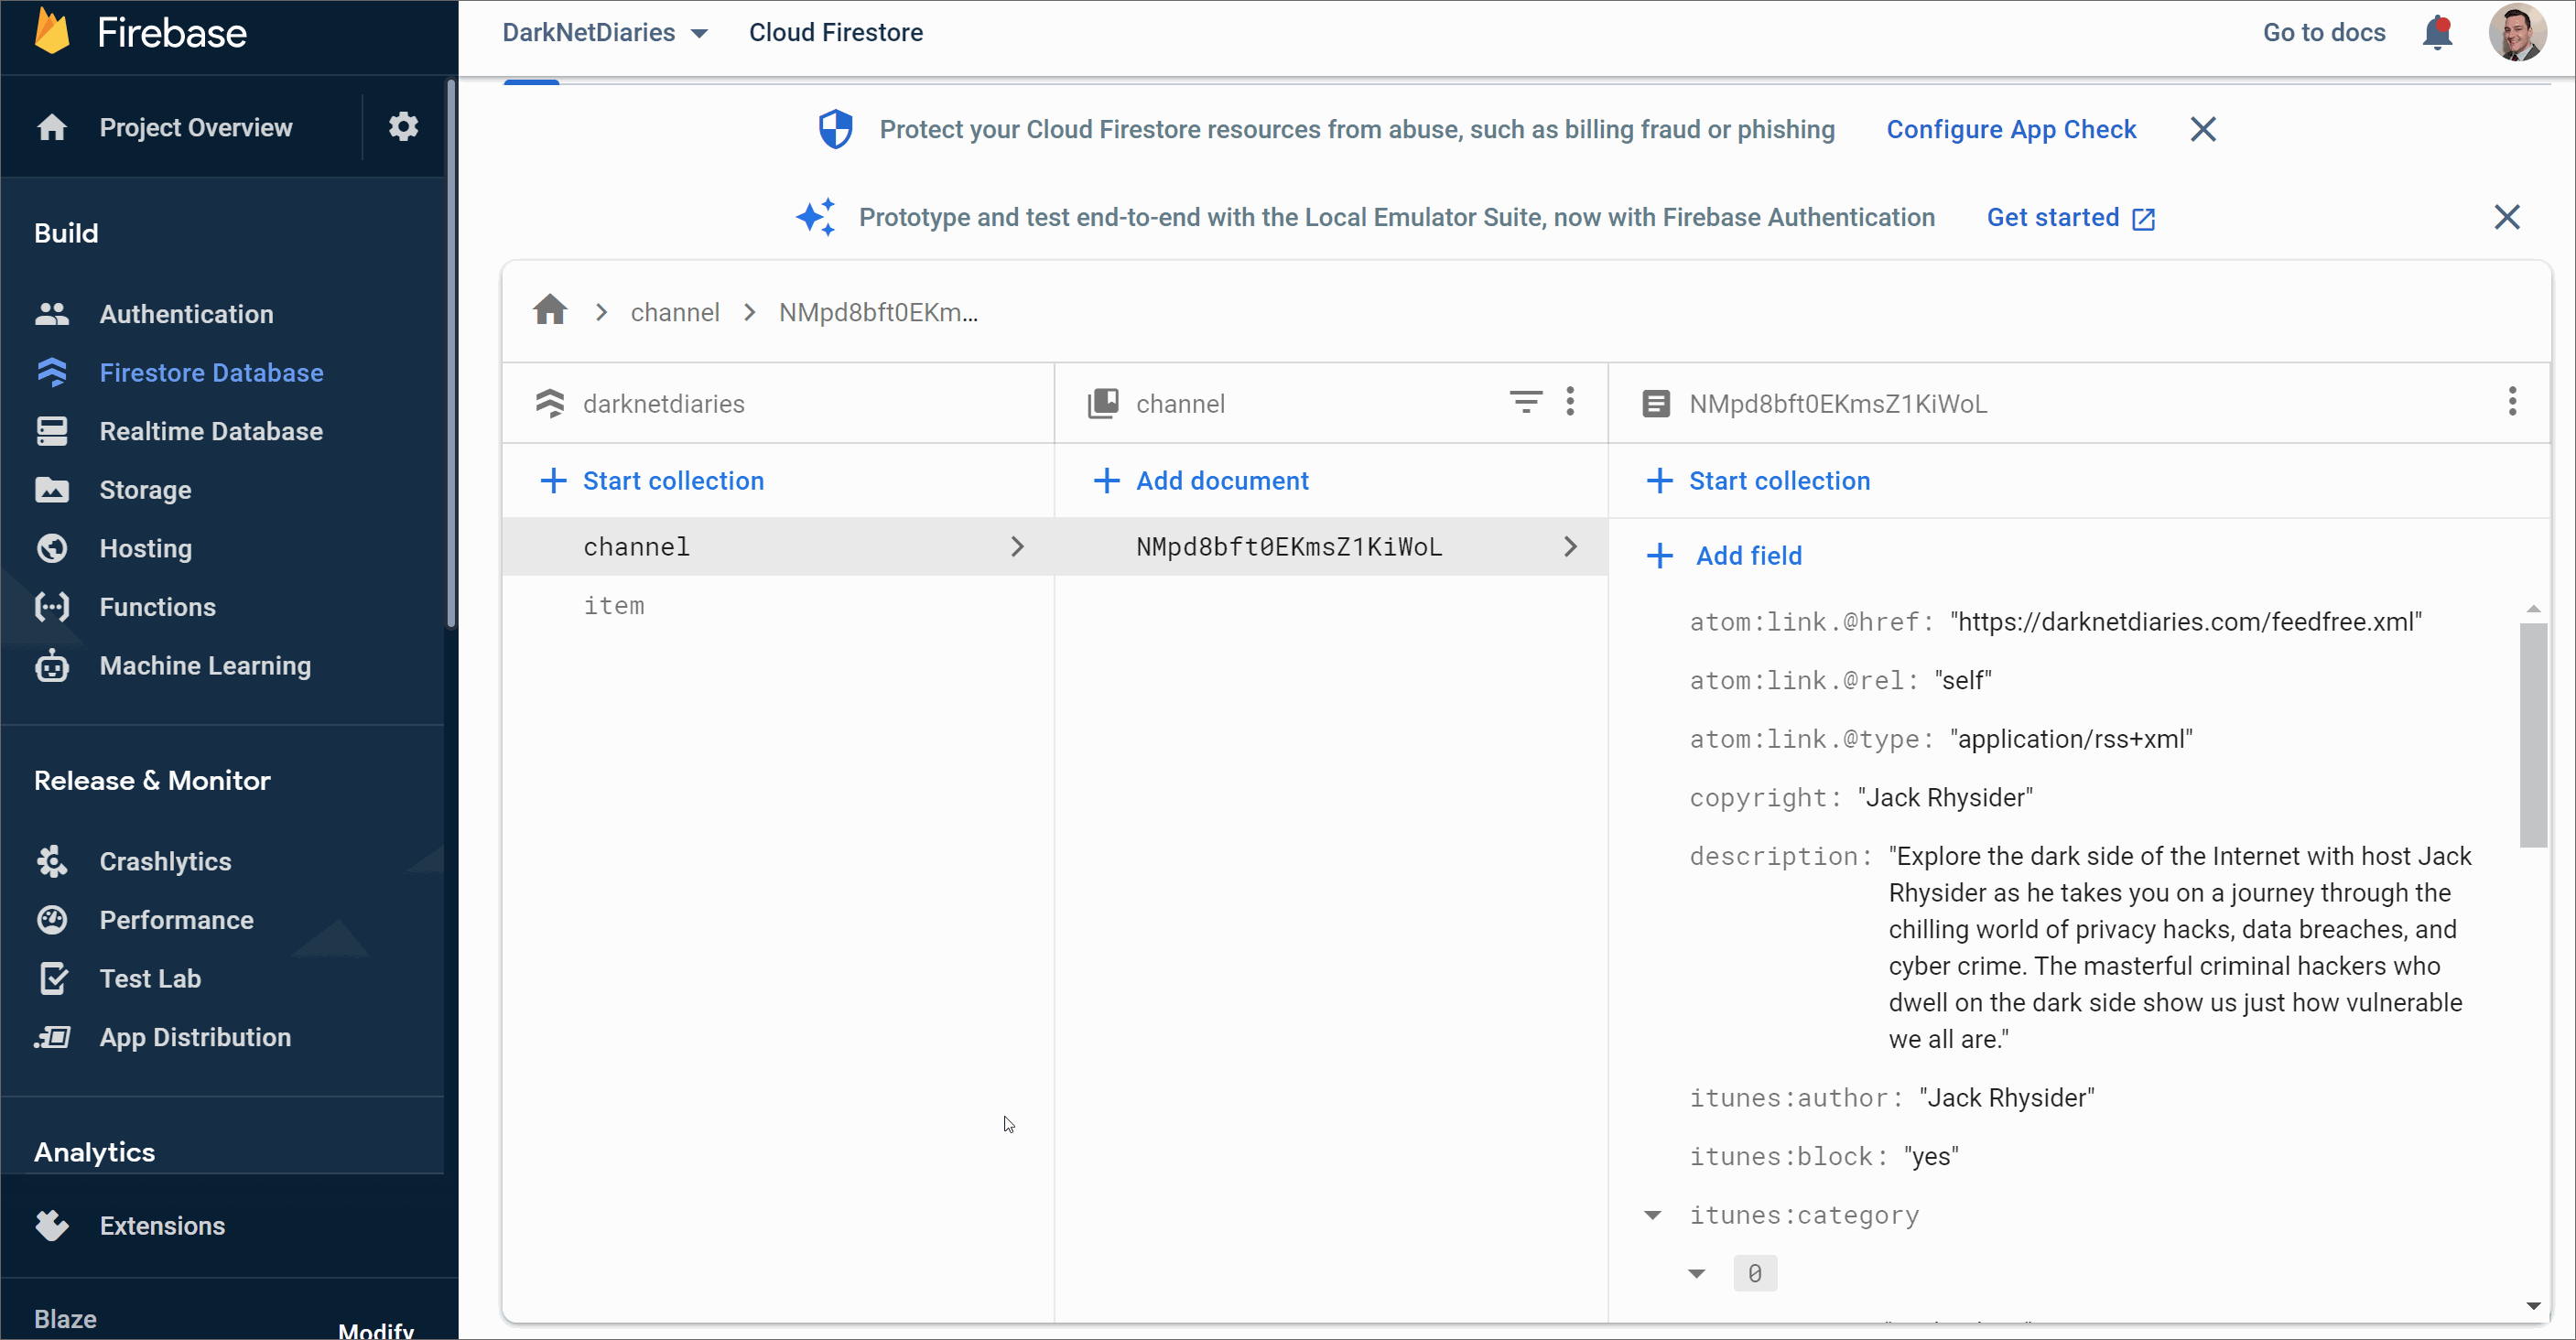 Firebase
DarkNetDiaries
Cloud Firestore
Go to docs
Project Overview
Protect your Cloud Firestore resources from abuse, such as billing fraud or phishing
Configure App Check
Prototype and test end-to-end with the Local Emulator Suite, now with Firebase Authentication
Get started
Build
Authentication
Firestore Database
Realtime Database
Storage
Hosting
Functions
Machine Learning
Release & Monitor
Crashlytics
Performance
Test Lab
App Distribution
Analytics
Extensions
Blaze
Modify
channel
NMpd8bft0EKm...
darknetdiaries
Start collection
channel
item
channel
Add document
NMpd8bft0EKmsZ1KiWoL
NMpd8bft0EKmsZ1KiWoL
Start collection
Add field
atom:link.@href: "https://darknetdiaries.com/feedfree.xml"
atom:link.@rel: "self"
atom:link.@type: "application/rss+xml"
copyright: "Jack Rhysider"
description: "Explore the dark side of the Internet with host Jack
Rhysider as he takes you on a journey through the
chilling world of privacy hacks, data breaches, and
cyber crime. The masterful criminal hackers who
dwell on the dark side show us just how vulnerable
we all are."
itunes:author: "Jack Rhysider"
itunes:block: "yes"
itunes:category
0